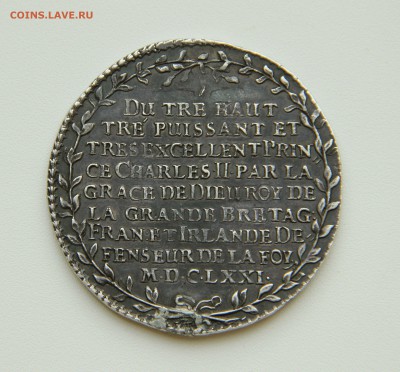 COINS.LAVE.RU
DU TRE HAUT
TRE PUISSANT ET
TRES EXCELLENT PRIN
CE CHARLES II PAR LA
GRACE DE DIEU ROY DE
LA GRANDE BRETAG.
FRAN. ET IRLANDE DE
FENSEUR DE LA FOY.
M.D.C.LXXI.